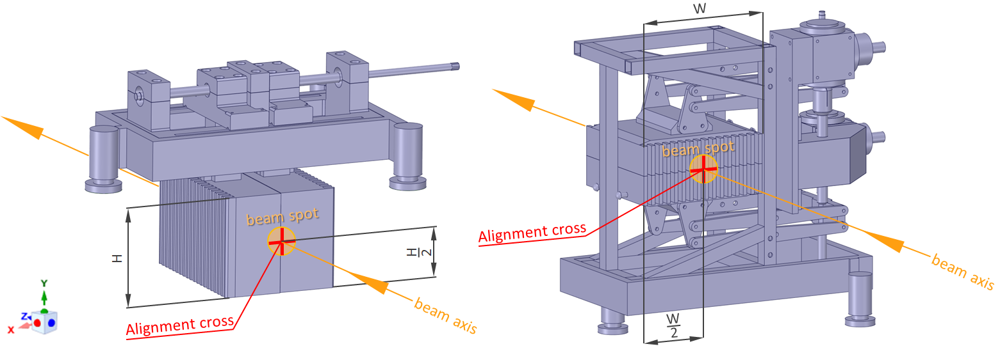 beam spot
H
H
2
Alignment cross
beam axis
Y
Z
X
W
beam spot
Alignment cross
beam axis
W
2